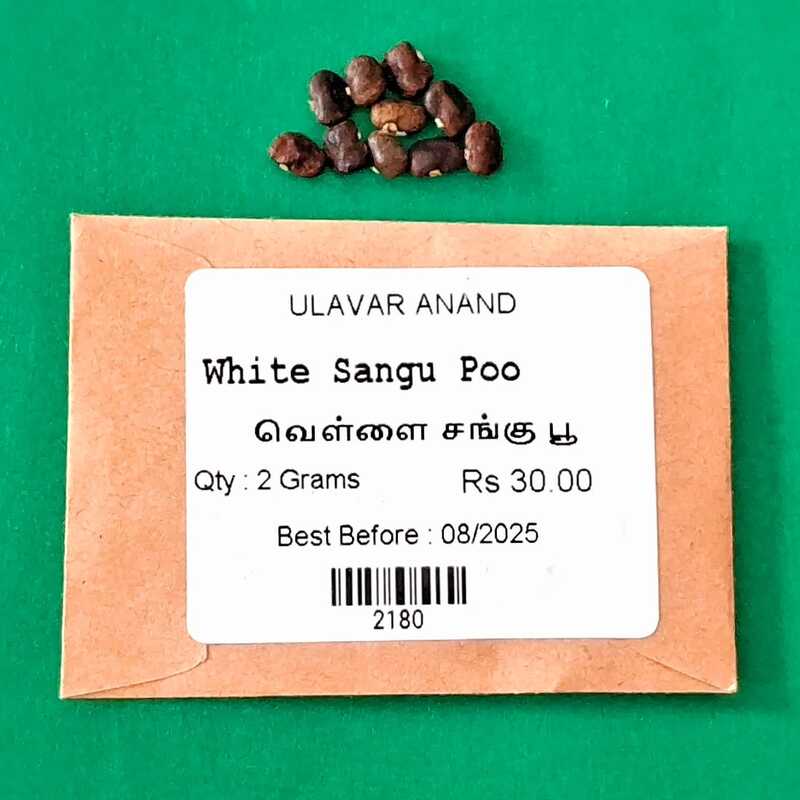 ULAVAR ANAND
White Sangu Poo
வெள்ளை சங்கு பூ
Qty : 2 Grams Rs 30.00
Best Before : 08/2025
2180